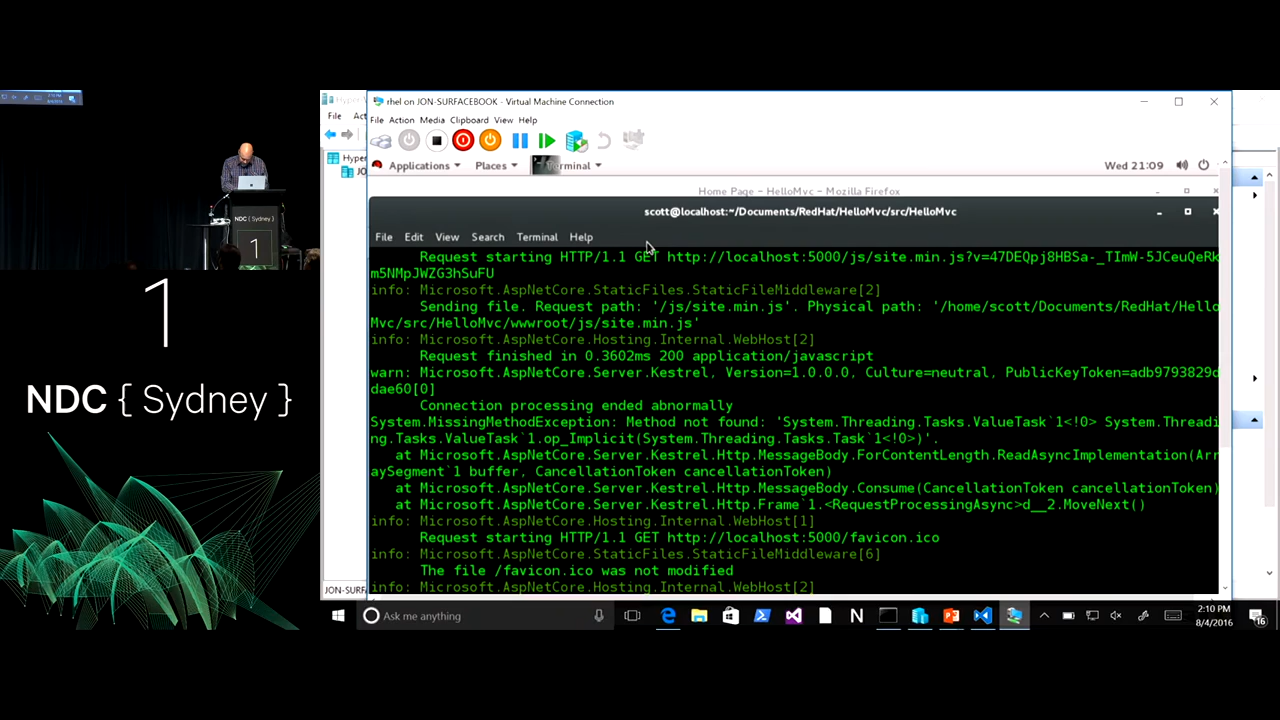 NDC { Sydney }
1
1
NDC { Sydney }
rhel on JON-SURFACEBOOK - Virtual Machine Connection
File
File Action Media Clipboard View Help
Applications Places Terminal Wed 21:09
Home Page - HelloMvc - Mozilla Firefox
scott@localhost:~/Documents/RedHat/HelloMvc/src/HelloMvc
File Edit View Search Terminal Help
Request starting HTTP/1.1 GET http://localhost:5000/js/site.min.js?v=47DEQpj8HBSa-_TImW-5JCeuQeRk
m5NMpJWZG3hSuFU
info: Microsoft.AspNetCore.StaticFiles.StaticFileMiddleware[2]
Sending file. Request path: '/js/site.min.js'. Physical path: '/home/scott/Documents/RedHat/Hello
Mvc/src/HelloMvc/wwwroot/js/site.min.js'
info: Microsoft.AspNetCore.Hosting.Internal.WebHost[2]
Request finished in 0.3602ms 200 application/javascript
warn: Microsoft.AspNetCore.Server.Kestrel, Version=1.0.0.0, Culture=neutral, PublicKeyToken=adb9793829d
dae60[0]
Connection processing ended abnormally
System.MissingMethodException: Method not found: 'System.Threading.Tasks.ValueTask`1<!0> System.Threadi
ng.Tasks.ValueTask`1.op_Implicit(System.Threading.Tasks.Task`1<!0>)'.
at Microsoft.AspNetCore.Server.Kestrel.Http.MessageBody.ForContentLength.ReadAsyncImplementation(Arr
aySegment`1 buffer, CancellationToken cancellationToken)
at Microsoft.AspNetCore.Server.Kestrel.Http.MessageBody.Consume(CancellationToken cancellationToken)
at Microsoft.AspNetCore.Server.Kestrel.Http.Frame`1.<RequestProcessingAsync>d__2.MoveNext()
info: Microsoft.AspNetCore.Hosting.Internal.WebHost[1]
Request starting HTTP/1.1 GET http://localhost:5000/favicon.ico
info: Microsoft.AspNetCore.StaticFiles.StaticFileMiddleware[6]
The file /favicon.ico was not modified
info: Microsoft.AspNetCore.Hosting.Internal.WebHost[2]
JON-SURF
Ask me anything
2:10 PM
8/4/2016
16